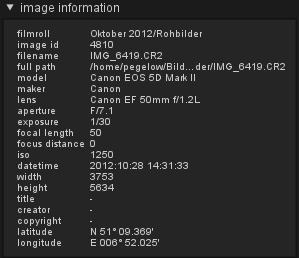 image information
filmroll Oktober 2012/Rohbilder
image id 4810
filename IMG_6419.CR2
full path /home/pegelow/Bild...der/IMG_6419.CR2
model Canon EOS 5D Mark II
maker Canon
lens Canon EF 50mm f/1.2L
aperture F/7.1
exposure 1/30
focal length 50
focus distance 0
iso 1250
datetime 2012:10:28 14:31:33
width 3753
height 5634
title -
creator -
copyright -
latitude N 51° 09.369'
longitude E 006° 52.025'